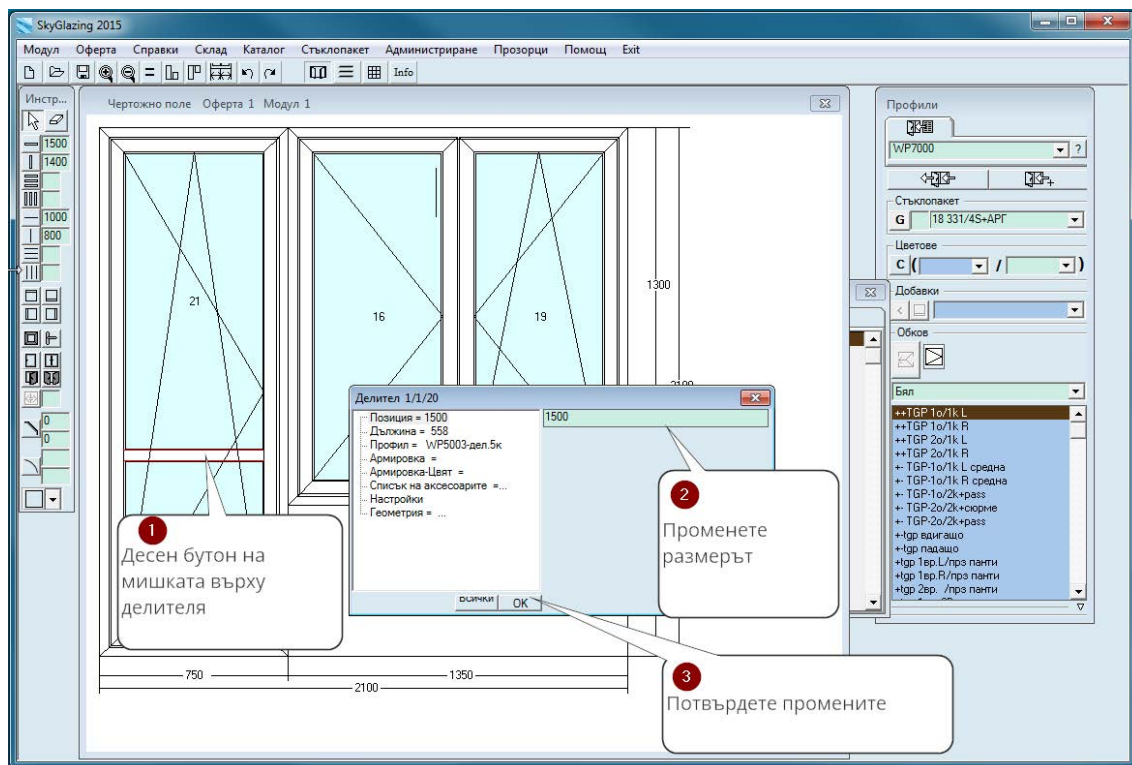 SkyGlazing 2015
Модул Оферта Справки Склад Каталог Стъклопакет Администриране Прозорци Помощ Exit
Info
Инстр...
1500
1400
1000
800
0
0
Чертожно поле Оферта 1 Модул 1
21
16
19
1300
750
1350
2100
Делител 1/1/20
Позиция = 1500
Дължина = 558
Профил = WP5003-дел.5к
Армировка =
Армировка-Цвят =
Списък на аксесоарите =...
Настройки
Геометрия = ...
1500
Всички
OK
1
Десен бутон на
мишката върху
делителя
2
Променете
размерът
3
Потвърдете промените
Профили
WP7000
?
Стъклопакет
G 18 331/4S+АРГ
Цветове
C ( / )
Добавки
<
Обков
Бял
++TGP 1o/1k L
++TGP 1o/1k R
++TGP 2o/1k L
++TGP 2o/1k R
+- TGP-1o/1k L средна
+- TGP-1o/1k R средна
+- TGP-1o/2k+pass
+- TGP-2o/2k+сюрме
+- TGP-2o/2k+pass
+-tgp вдигащо
+-tgp падащо
+tgp 1вр.L/прз панти
+tgp 1вр.R/прз панти
+tgp 2вр. /прз панти